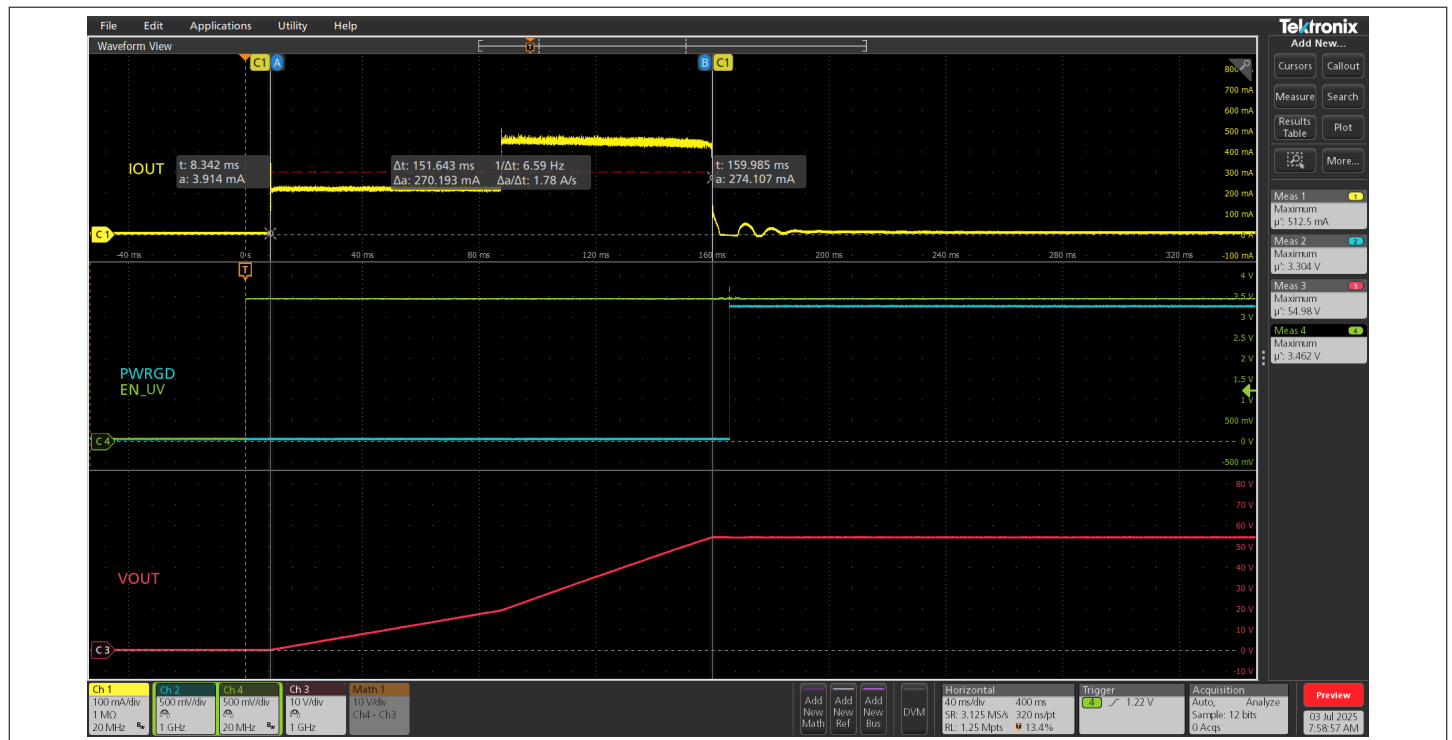 File Edit Applications Utility Help
Tektronix
Waveform View
Add New...
T
C1 A
B C1
Cursors Callout
Measure Search
Results Table Plot
More...
700 mA
600 mA
500 mA
400 mA
300 mA
200 mA
100 mA
0 A
-100 mA
IOUT
t: 8.342 ms
a: 3.914 mA
Δt: 151.643 ms 1/Δt: 6.59 Hz
Δa: 270.193 mA Δa/Δt: 1.78 A/s
t: 159.985 ms
a: 274.107 mA
C 1
-40 ms 0 s 40 ms 80 ms 120 ms 160 ms 200 ms 240 ms 280 ms 320 ms
T
4 V
3.5 V
3 V
2.5 V
2 V
1.5 V
1 V
500 mV
0 V
-500 mV
PWRGD
EN_UV
C 4
80 V
70 V
60 V
50 V
40 V
30 V
20 V
10 V
0 V
-10 V
VOUT
C 3
Meas 1 1
Maximum
µ': 512.5 mA
Meas 2 2
Maximum
µ': 3.304 V
Meas 3 3
Maximum
µ': 54.98 V
Meas 4 4
Maximum
µ': 3.462 V
Ch 1
100 mA/div
1 MΩ
20 MHz Bw
Ch 2
500 mV/div
1 GHz
Ch 4
500 mV/div
20 MHz Bw
Ch 3
10 V/div
1 GHz
Math 1
10 V/div
Ch4 - Ch3
Add New Math
Add New Ref
Add New Bus
DVM
Horizontal
40 ms/div 400 ms
SR: 3.125 MS/s 320 ns/pt
RL: 1.25 Mpts 13.4%
Trigger
4 1.22 V
Acquisition
Auto, Analyze
Sample: 12 bits
0 Acqs
Preview
03 Jul 2025
7:58:57 AM